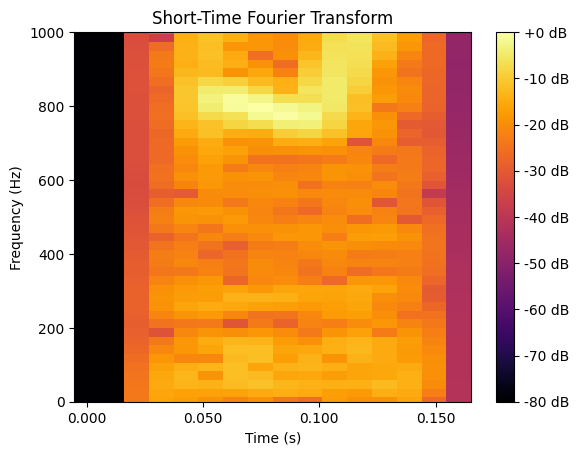 Short-Time Fourier Transform
1000
800
600
400
200
0
Frequency (Hz)
0.000
0.050
0.100
0.150
Time (s)
+0 dB
-10 dB
-20 dB
-30 dB
-40 dB
-50 dB
-60 dB
-70 dB
-80 dB